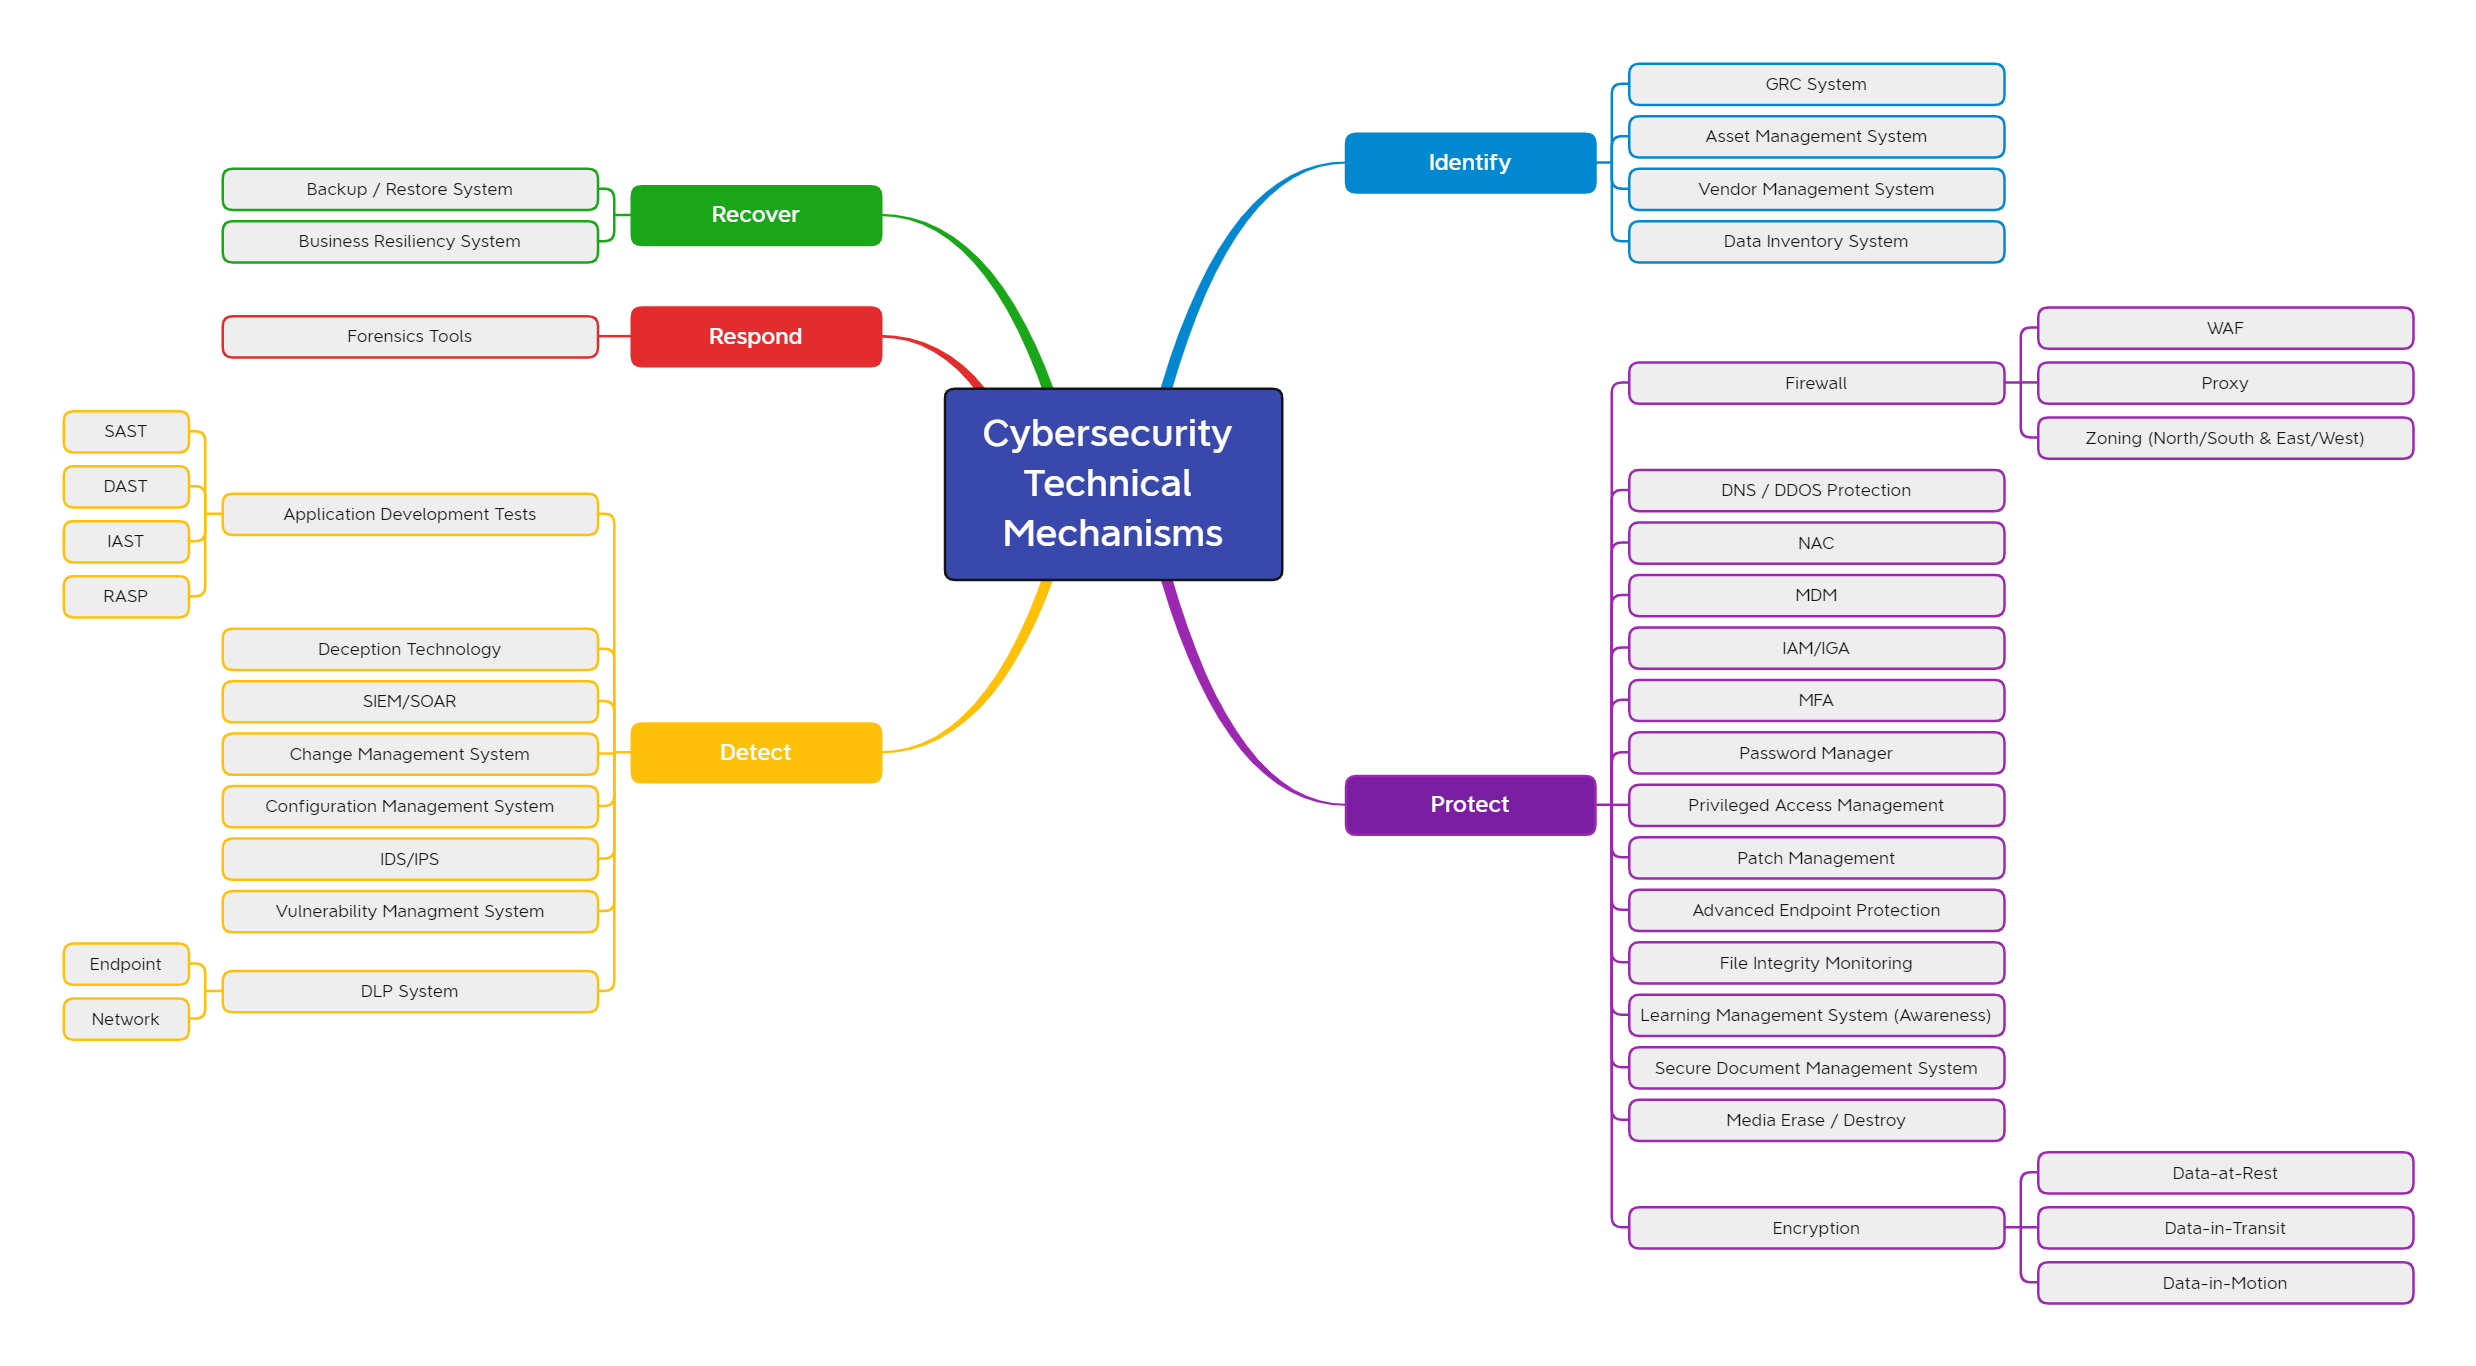 Cybersecurity
Technical
Mechanisms
Identify
GRC System
Asset Management System
Vendor Management System
Data Inventory System
Protect
Firewall
WAF
Proxy
Zoning (North/South & East/West)
DNS / DDOS Protection
NAC
MDM
IAM/IGA
MFA
Password Manager
Privileged Access Management
Patch Management
Advanced Endpoint Protection
File Integrity Monitoring
Learning Management System (Awareness)
Secure Document Management System
Media Erase / Destroy
Encryption
Data-at-Rest
Data-in-Transit
Data-in-Motion
Recover
Backup / Restore System
Business Resiliency System
Respond
Forensics Tools
Detect
Application Development Tests
SAST
DAST
IAST
RASP
Deception Technology
SIEM/SOAR
Change Management System
Configuration Management System
IDS/IPS
Vulnerability Managment System
DLP System
Endpoint
Network